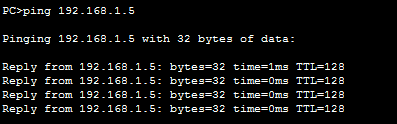 PC>ping 192.168.1.5
Pinging 192.168.1.5 with 32 bytes of data:
Reply from 192.168.1.5: bytes=32 time=1ms TTL=128
Reply from 192.168.1.5: bytes=32 time=0ms TTL=128
Reply from 192.168.1.5: bytes=32 time=0ms TTL=128
Reply from 192.168.1.5: bytes=32 time=0ms TTL=128